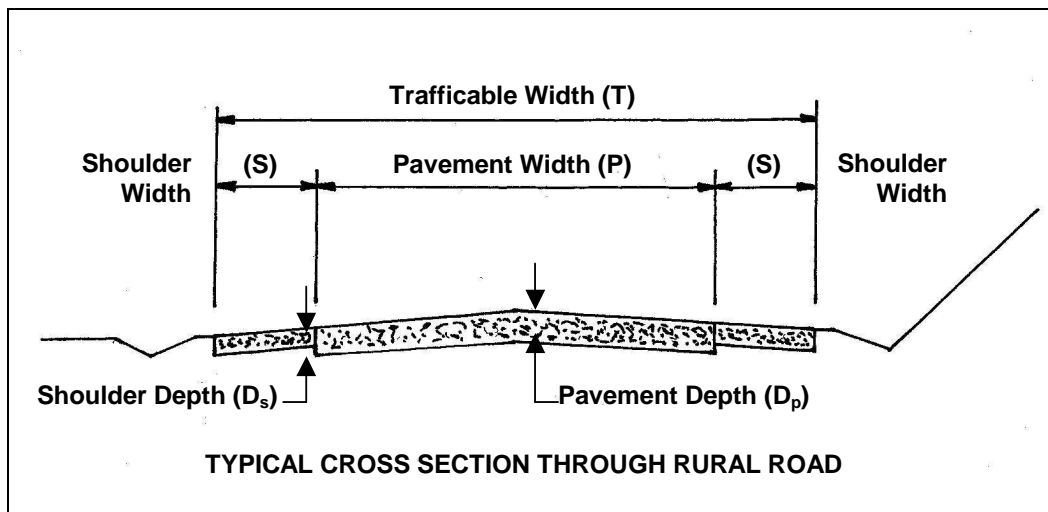 Trafficable Width (T)
Shoulder
Width
(S)
Pavement Width (P)
(S)
Shoulder
Width
Shoulder Depth (Dₛ)
Pavement Depth (Dₚ)
TYPICAL CROSS SECTION THROUGH RURAL ROAD